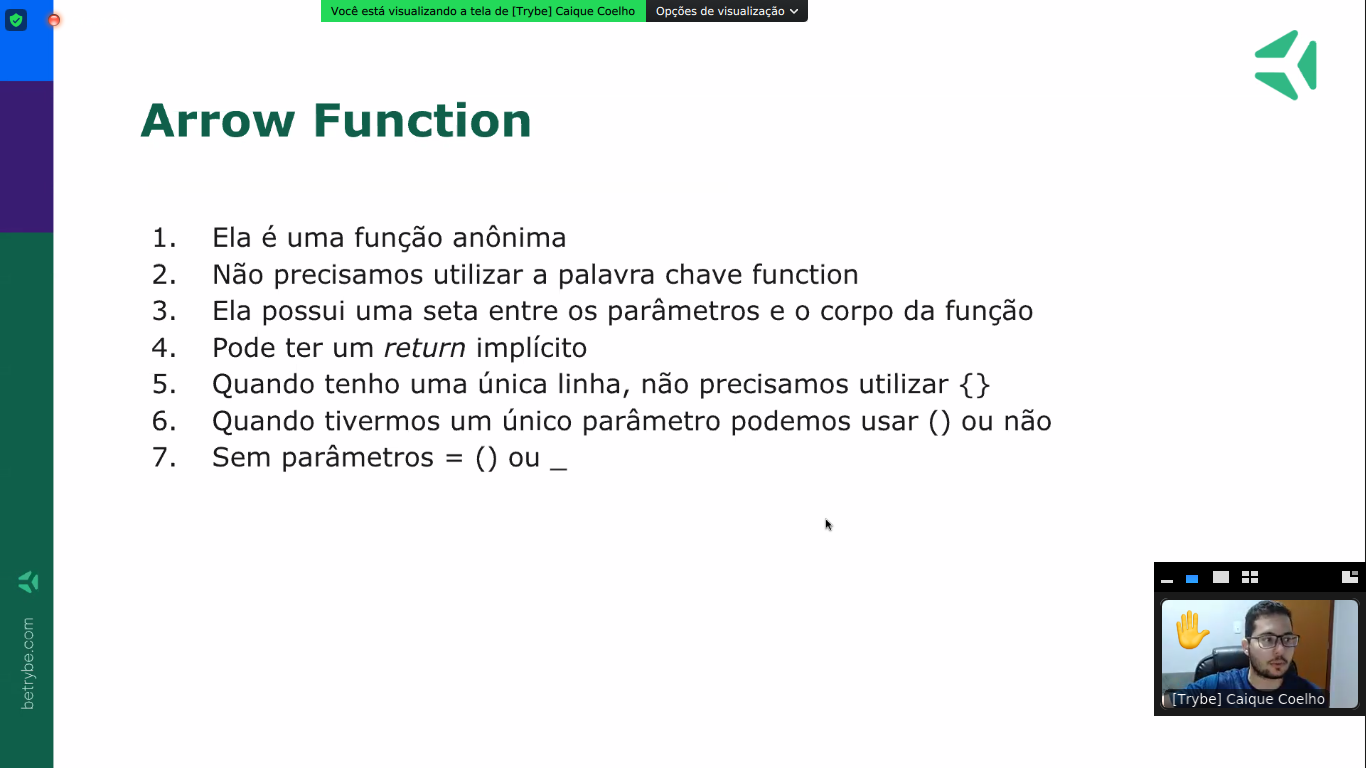 Você está visualizando a tela de [Trybe] Caique Coelho Opções de visualização
Arrow Function
1. Ela é uma função anônima
2. Não precisamos utilizar a palavra chave function
3. Ela possui uma seta entre os parâmetros e o corpo da função
4. Pode ter um return implícito
5. Quando tenho uma única linha, não precisamos utilizar {}
6. Quando tivermos um único parâmetro podemos usar () ou não
7. Sem parâmetros = () ou _
betrybe.com
[Trybe] Caique Coelho